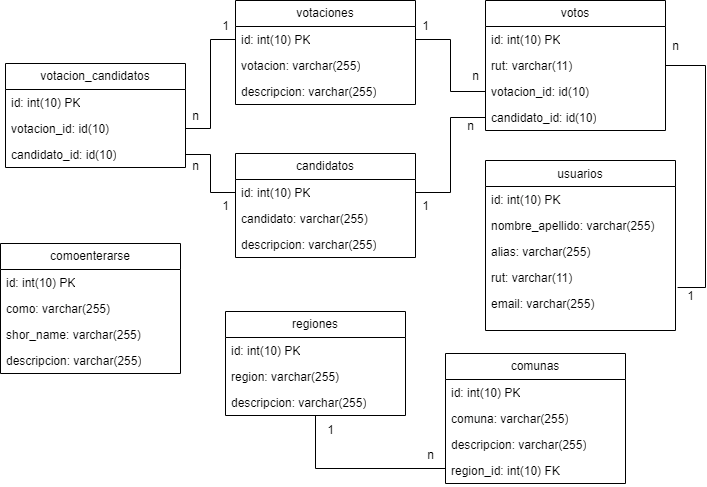 votaciones
id: int(10) PK
votacion: varchar(255)
descripcion: varchar(255)
votos
id: int(10) PK
rut: varchar(11)
votacion_id: id(10)
candidato_id: id(10)
votacion_candidatos
id: int(10) PK
votacion_id: id(10)
candidato_id: id(10)
candidatos
id: int(10) PK
candidato: varchar(255)
descripcion: varchar(255)
usuarios
id: int(10) PK
nombre_apellido: varchar(255)
alias: varchar(255)
rut: varchar(11)
email: varchar(255)
comoenterarse
id: int(10) PK
como: varchar(255)
shor_name: varchar(255)
descripcion: varchar(255)
regiones
id: int(10) PK
region: varchar(255)
descripcion: varchar(255)
comunas
id: int(10) PK
comuna: varchar(255)
descripcion: varchar(255)
region_id: int(10) FK
1
1
n
n
n
n
n
1
1
1
1
n